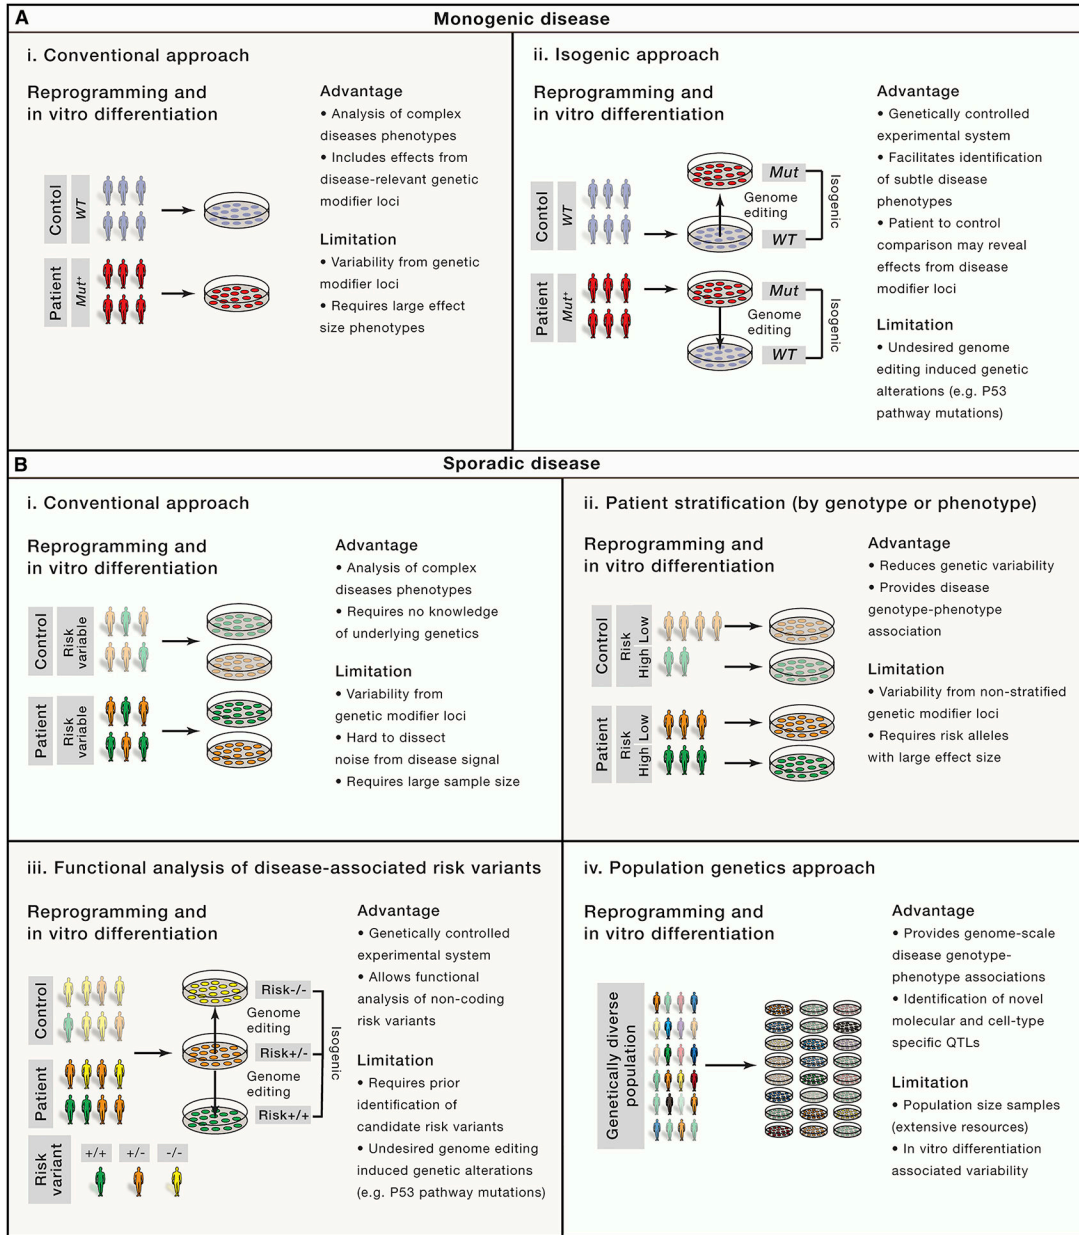 A
Monogenic disease
i. Conventional approach
Reprogramming and
in vitro differentiation
Contol
WT
Patient
Mut+
Advantage
• Analysis of complex
diseases phenotypes
• Includes effects from
disease-relevant genetic
modifier loci
Limitation
• Variability from genetic
modifier loci
• Requires large effect
size phenotypes
ii. Isogenic approach
Reprogramming and
in vitro differentiation
Contol
WT
Patient
Mut+
Mut
Genome
editing
WT
Isogenic
Mut
Genome
editing
WT
Isogenic
Advantage
• Genetically controlled
experimental system
• Facilitates identification
of subtle disease
phenotypes
• Patient to control
comparison may reveal
effects from disease
modifier loci
Limitation
• Undesired genome
editing induced genetic
alterations (e.g. P53
pathway mutations)
B
Sporadic disease
i. Conventional approach
Reprogramming and
in vitro differentiation
Control
Risk
variable
Patient
Risk
variable
Advantage
• Analysis of complex
diseases phenotypes
• Requires no knowledge
of underlying genetics
Limitation
• Variability from
genetic modifier loci
• Hard to dissect
noise from disease signal
• Requires large sample size
ii. Patient stratification (by genotype or phenotype)
Reprogramming and
in vitro differentiation
Control
Risk
High Low
Patient
Risk
High Low
Advantage
• Reduces genetic variability
• Provides disease
genotype-phenotype
association
Limitation
• Variability from non-stratified
genetic modifier loci
• Requires risk alleles
with large effect size
iii. Functional analysis of disease-associated risk variants
Reprogramming and
in vitro differentiation
Control
Patient
Risk
variant
+/+
+/-
-/-
Risk-/-
Genome
editing
Risk+/-
Genome
editing
Risk+/+
Isogenic
Advantage
• Genetically controlled
experimental system
• Allows functional
analysis of non-coding
risk variants
Limitation
• Requires prior
identification of
candidate risk variants
• Undesired genome editing
induced genetic alterations
(e.g. P53 pathway mutations)
iv. Population genetics approach
Reprogramming and
in vitro differentiation
Genetically diverse
population
Advantage
• Provides genome-scale
disease genotype-
phenotype associations
• Identification of novel
molecular and cell-type
specific QTLs
Limitation
• Population size samples
(extensive resources)
• In vitro differentiation
associated variability